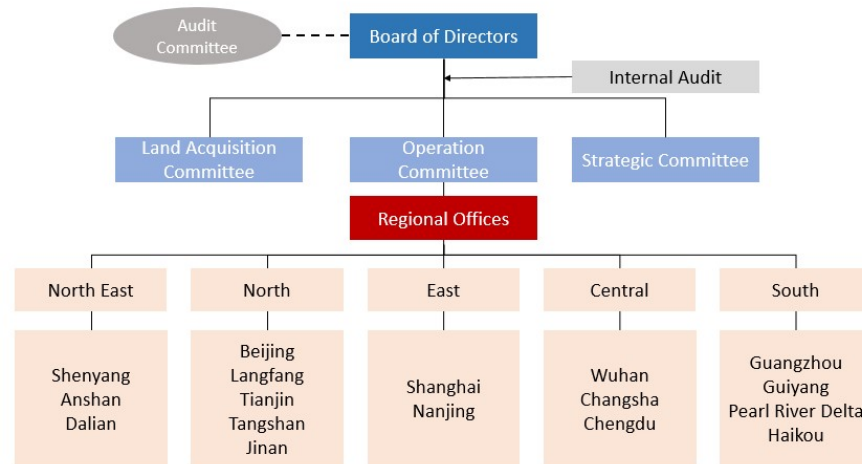 Audit
Committee
Board of Directors
Internal Audit
Land Acquisition
Committee
Operation
Committee
Strategic Committee
Regional Offices
North East
North
East
Central
South
Shenyang
Anshan
Dalian
Beijing
Langfang
Tianjin
Tangshan
Jinan
Shanghai
Nanjing
Wuhan
Changsha
Chengdu
Guangzhou
Guiyang
Pearl River Delta
Haikou